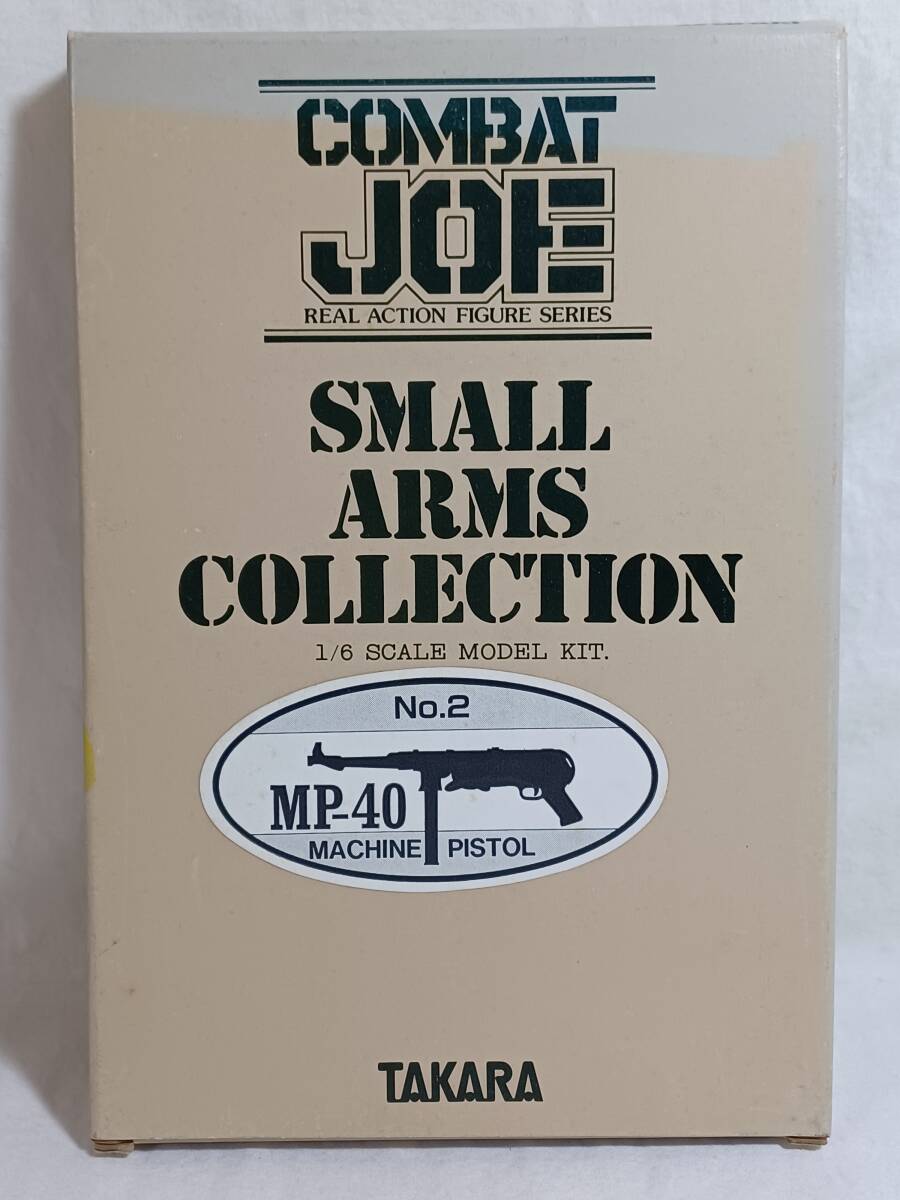 COMBAT
JOE
REAL ACTION FIGURE SERIES
SMALL
ARMS
COLLECTION
1/6 SCALE MODEL KIT.
No.2
MP-40
MACHINE PISTOL
TAKARA